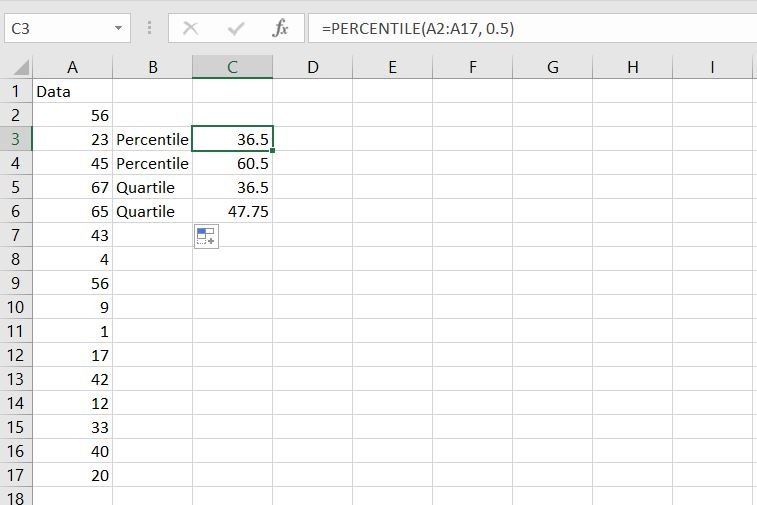 C3 fx =PERCENTILE(A2:A17, 0.5)
A B C D E F G H I
1 Data
2 56
3 23 Percentile 36.5
4 45 Percentile 60.5
5 67 Quartile 36.5
6 65 Quartile 47.75
7 43
8 4
9 56
10 9
11 1
12 17
13 42
14 12
15 33
16 40
17 20
18